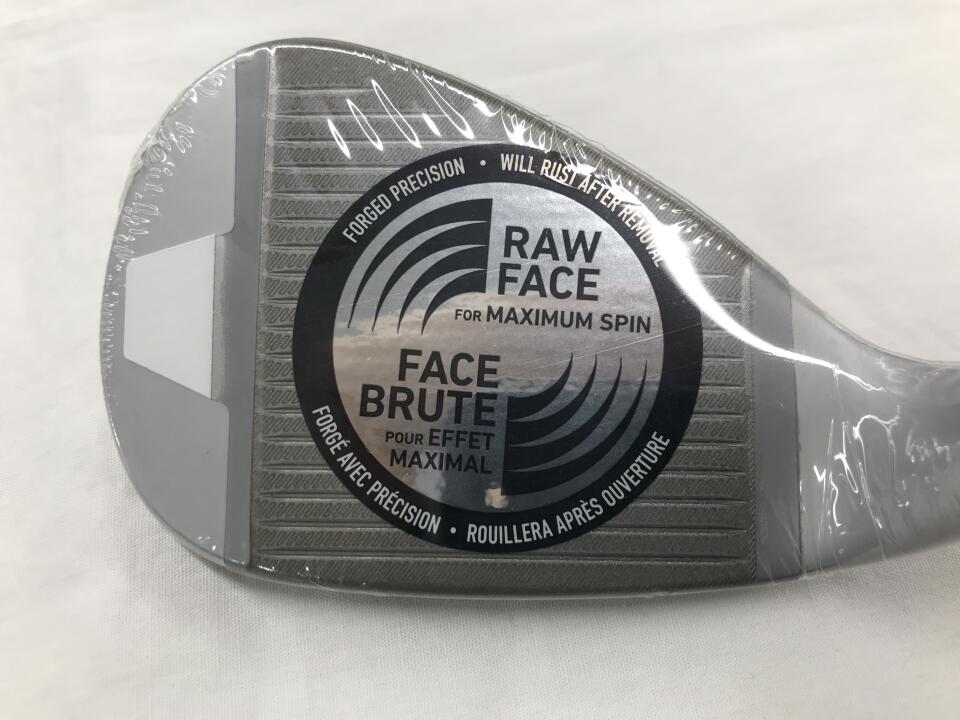 FORGED PRECISION • WILL RUST AFTER REMOVAL
RAW
FACE
FOR MAXIMUM SPIN
FACE
BRUTE
POUR EFFET
MAXIMAL
FORGÉ AVEC PRÉCISION • ROUILLERA APRÈS OUVERTURE